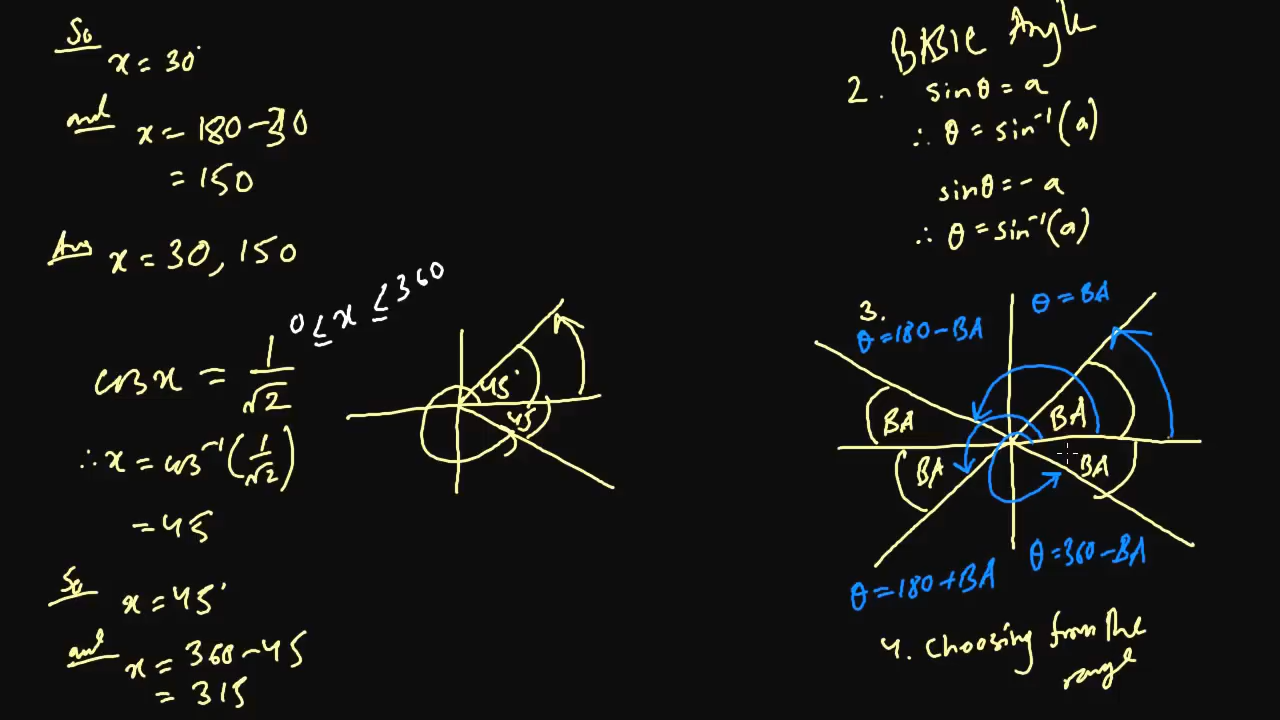 So
x = 30°
and x = 180 - 30
= 150
Ans x = 30, 150
0 ≤ x ≤ 360
cos x = 1/√2
∴ x = cos⁻¹(1/√2)
= 45
So x = 45°
and x = 360 - 45
= 315
45°
45
BASIC Angle
2. sinθ = a
∴ θ = sin⁻¹(a)
sinθ = - a
∴ θ = sin⁻¹(a)
3.
θ = BA
θ = 180 - BA
BA
BA
BA
BA
θ = 180 + BA
θ = 360 - BA
4. Choosing from the
range